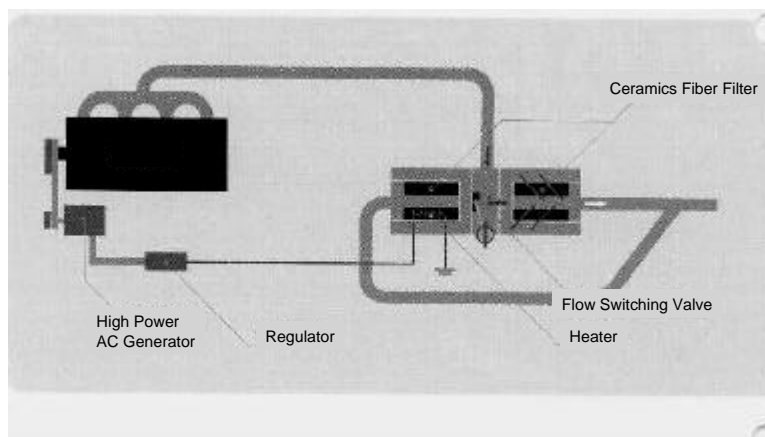 Ceramics Fiber Filter
Flow Switching Valve
High Power
AC Generator
Regulator
Heater